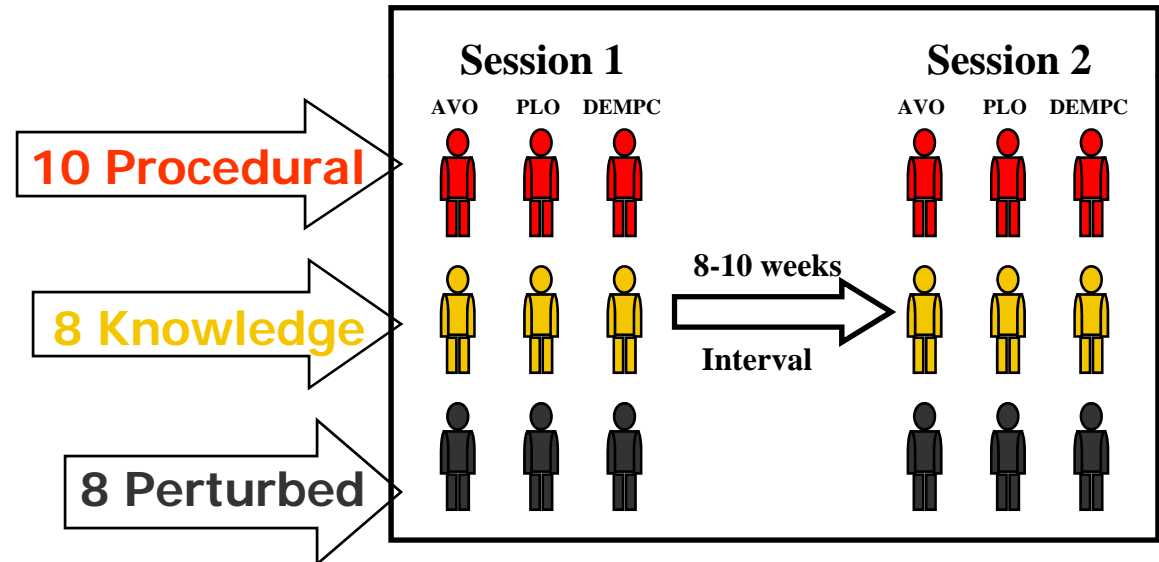 Session 1
Session 2
AVO PLO DEMPC
AVO PLO DEMPC
10 Procedural
8 Knowledge
8 Perturbed
8-10 weeks
Interval